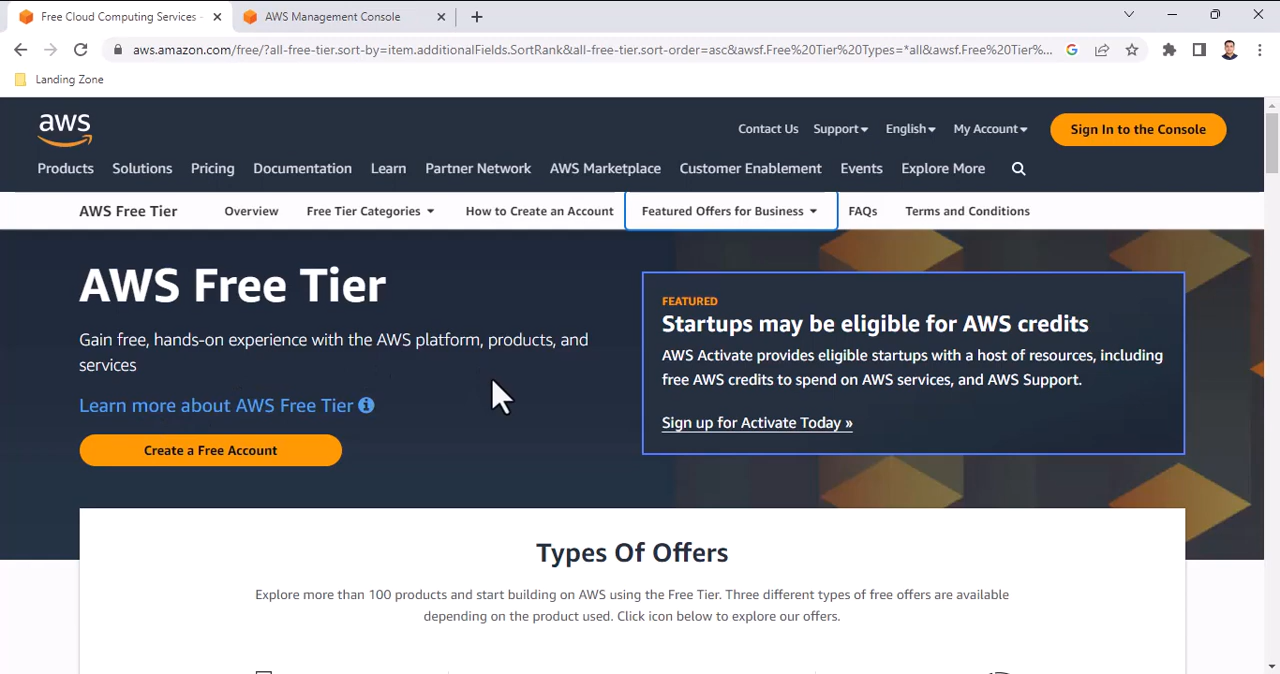 Free Cloud Computing Services -
AWS Management Console
aws.amazon.com/free/?all-free-tier.sort-by=item.additionalFields.SortRank&all-free-tier.sort-order=asc&awsf.Free%20Tier%20Types=*all&awsf.Free%20Tier%...
Landing Zone
aws
Contact Us Support English My Account Sign In to the Console
Products Solutions Pricing Documentation Learn Partner Network AWS Marketplace Customer Enablement Events Explore More
AWS Free Tier Overview Free Tier Categories How to Create an Account Featured Offers for Business FAQs Terms and Conditions
AWS Free Tier
Gain free, hands-on experience with the AWS platform, products, and
services
Learn more about AWS Free Tier
Create a Free Account
FEATURED
Startups may be eligible for AWS credits
AWS Activate provides eligible startups with a host of resources, including
free AWS credits to spend on AWS services, and AWS Support.
Sign up for Activate Today »
Types Of Offers
Explore more than 100 products and start building on AWS using the Free Tier. Three different types of free offers are available
depending on the product used. Click icon below to explore our offers.